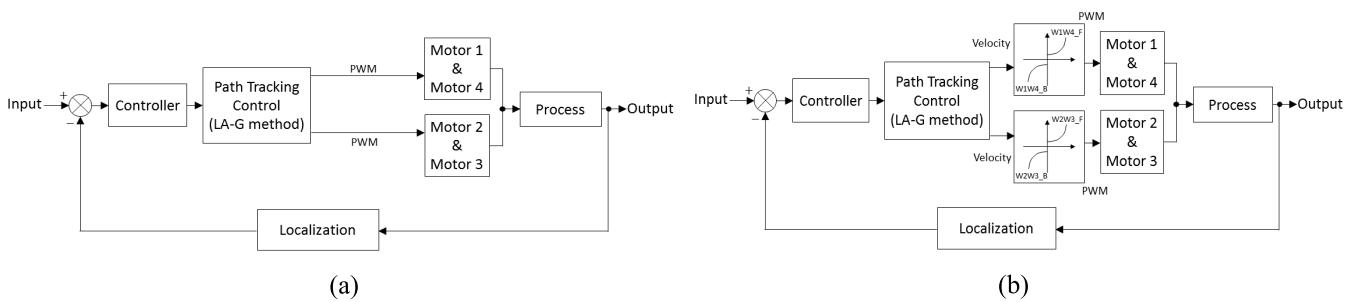 Input
+
−
Controller
Path Tracking
Control
(LA-G method)
PWM
PWM
Motor 1
&
Motor 4
Motor 2
&
Motor 3
Process
Output
Localization
(a)
Input
+
−
Controller
Path Tracking
Control
(LA-G method)
Velocity
Velocity
PWM
W1W4_F
W1W4_B
W2W3_F
W2W3_B
PWM
Motor 1
&
Motor 4
Motor 2
&
Motor 3
Process
Output
Localization
(b)